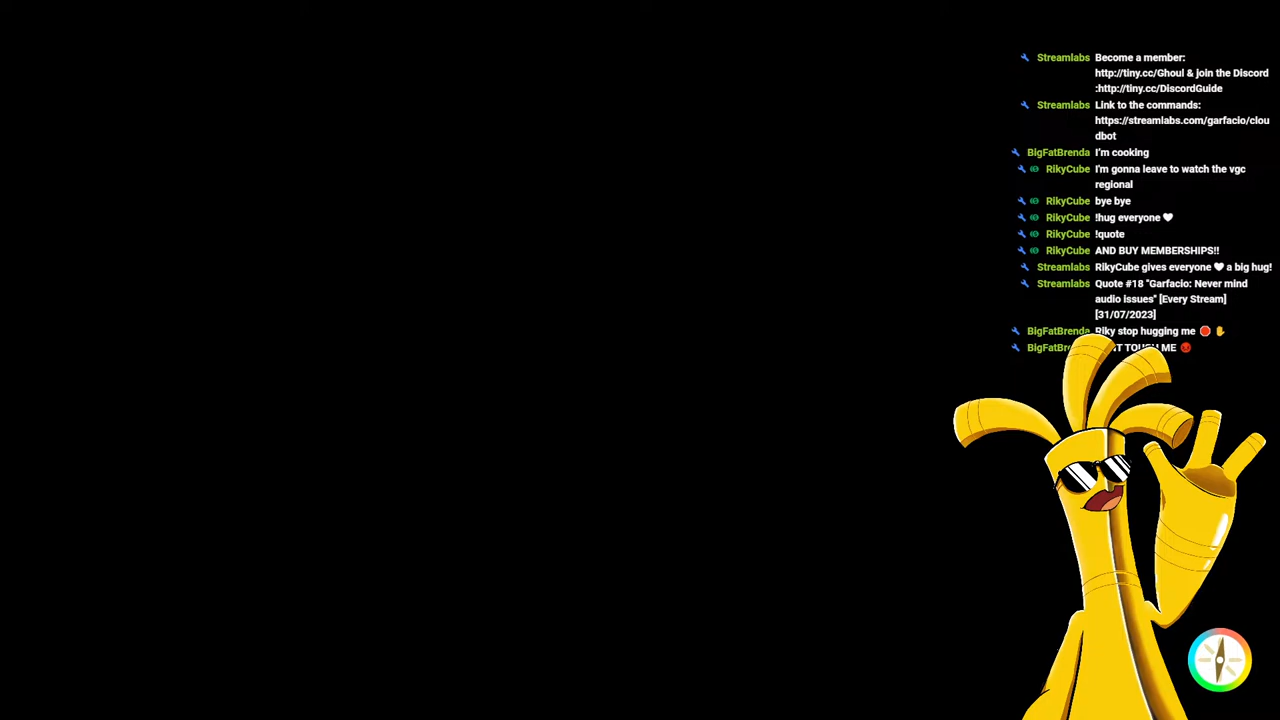 Streamlabs Become a member:
http://tiny.cc/Ghoul & join the Discord
:http://tiny.cc/DiscordGuide
Streamlabs Link to the commands:
https://streamlabs.com/garfacio/clou
dbot
BigFatBrenda I'm cooking
RikyCube I'm gonna leave to watch the vgc
regional
RikyCube bye bye
RikyCube !hug everyone 🤍
RikyCube !quote
RikyCube AND BUY MEMBERSHIPS!!
Streamlabs RikyCube gives everyone 🤍 a big hug!
Streamlabs Quote #18 "Garfacio: Never mind
audio issues" [Every Stream]
[31/07/2023]
BigFatBrenda Riky stop hugging me 🛑 ✋
ME 😡